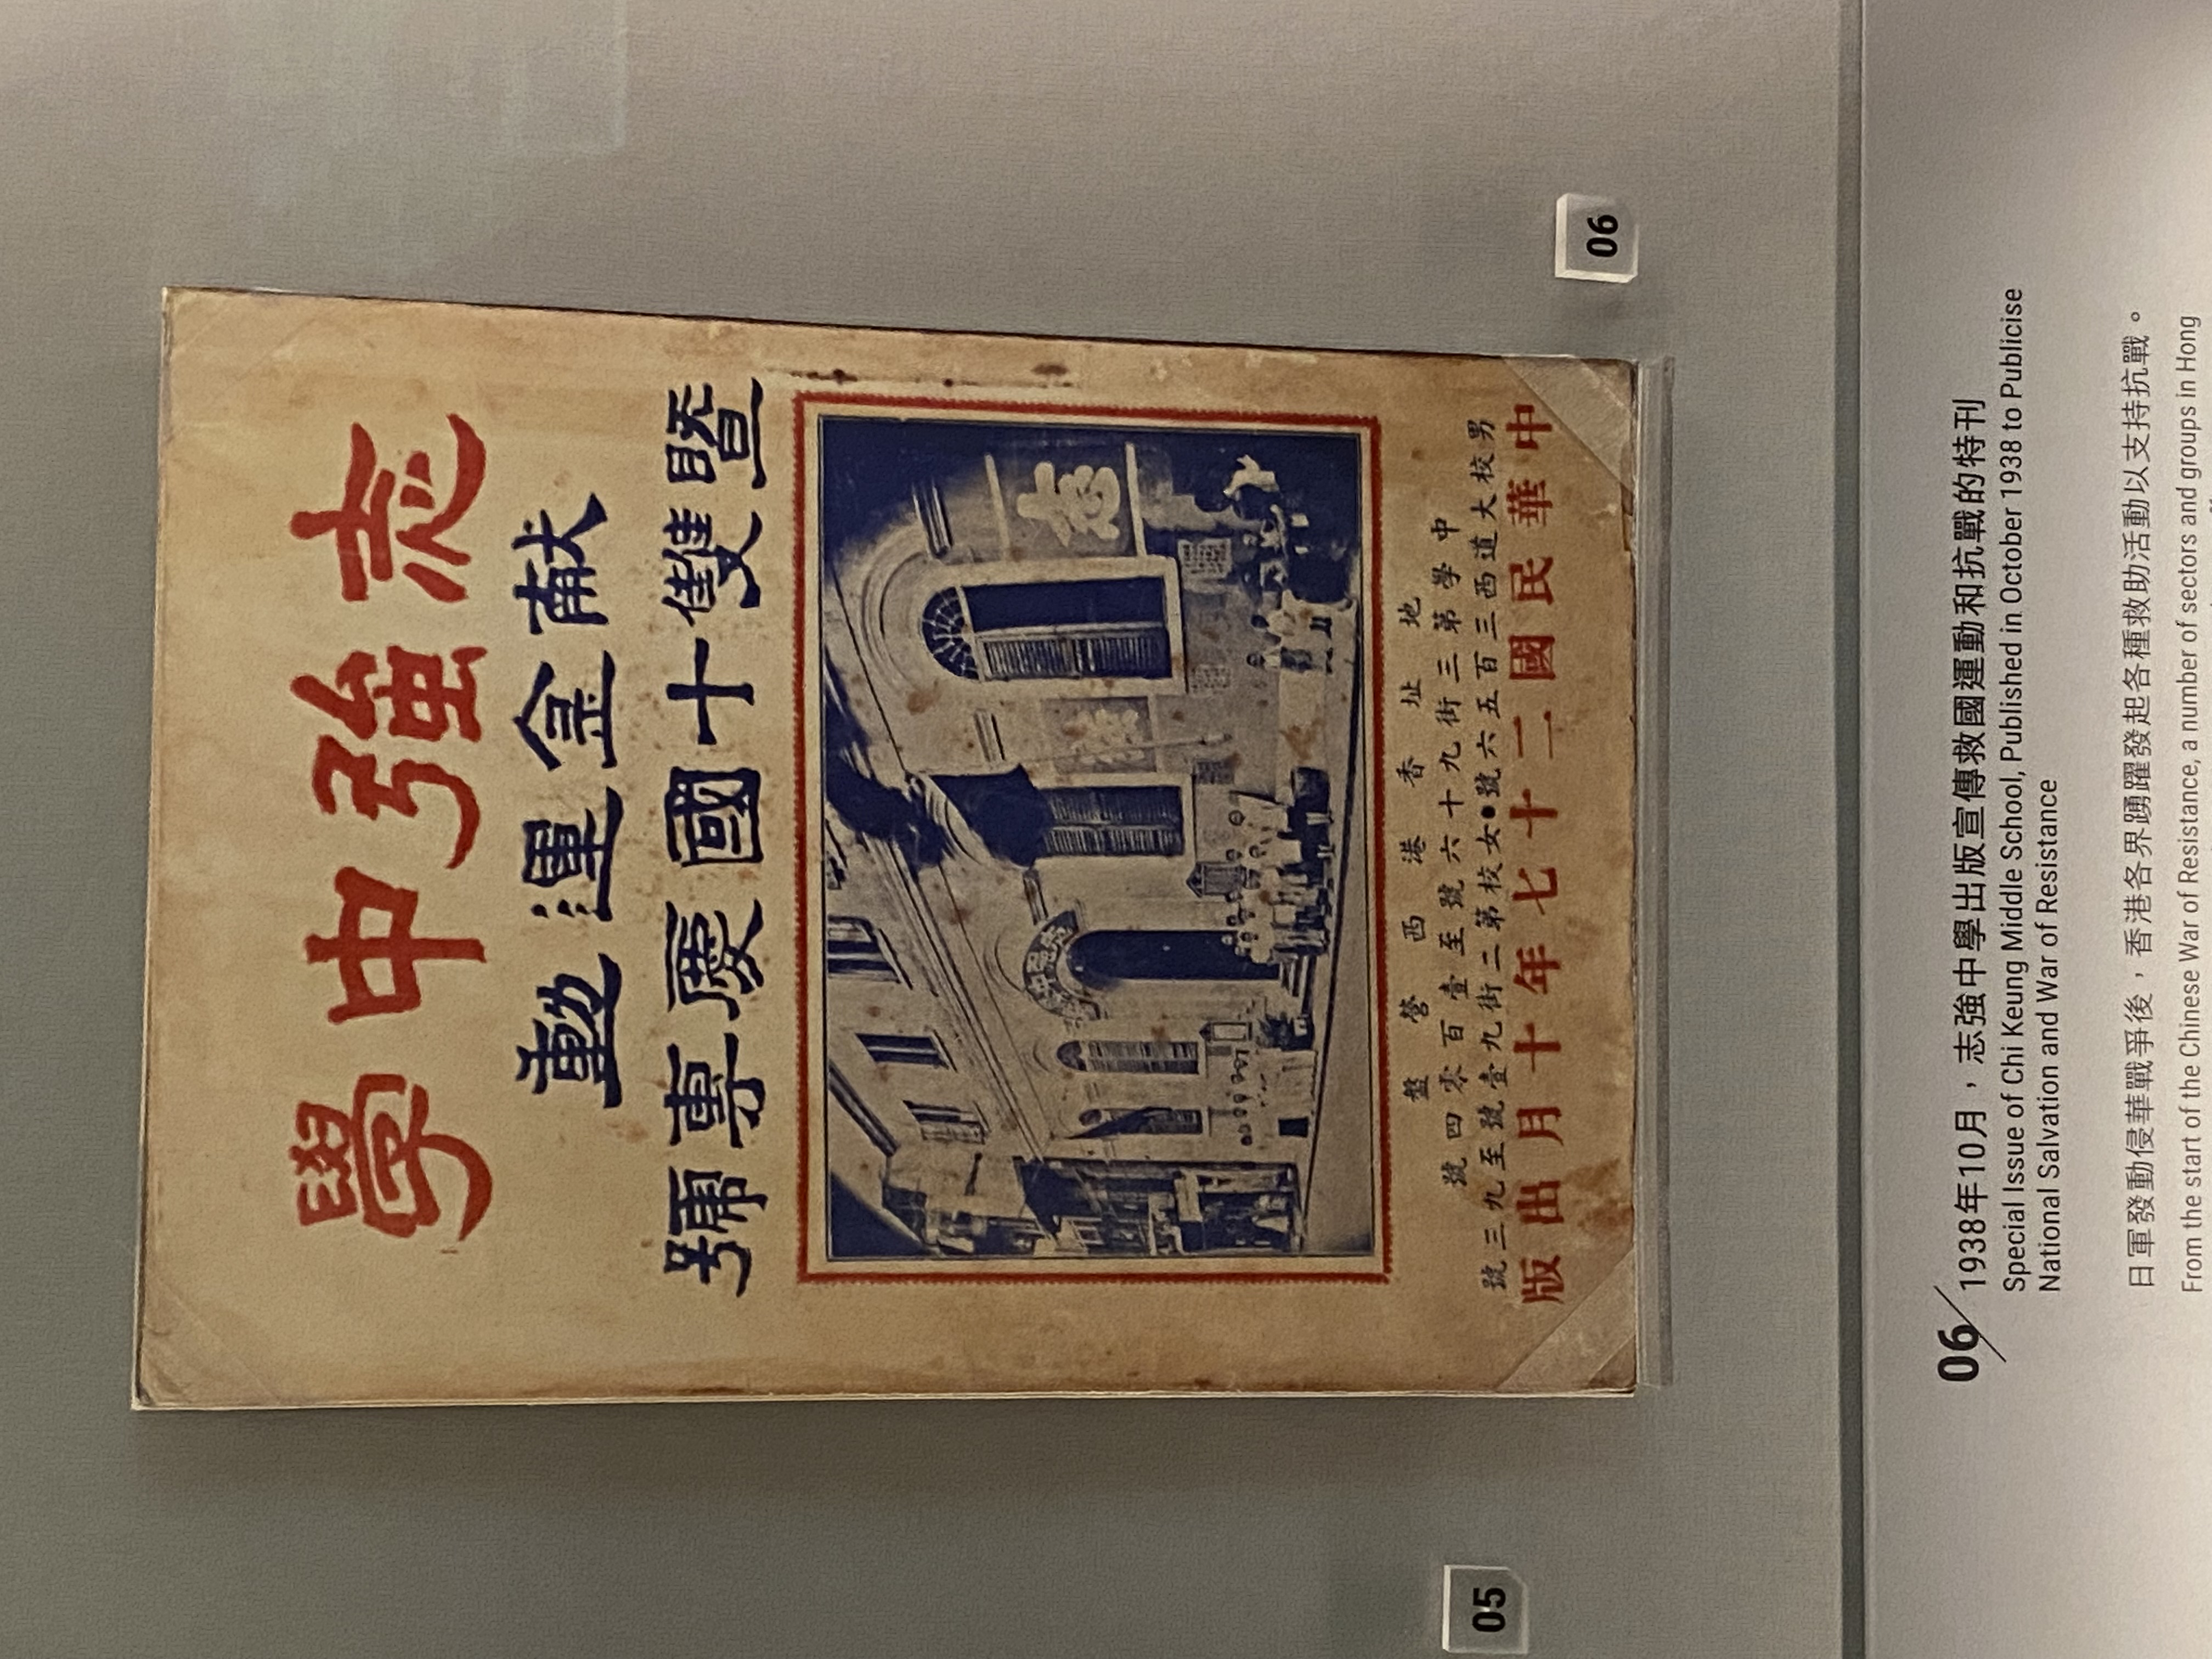 志強中學
献金運動
暨雙十國慶專號
志
地址香港西營盤
中學第三街九十六號至壹百零四號
男校大道西三百五六號●女校第二街九壹號至九三號
中華民國二十七年十月出版
05
06
06/
1938年10月，志強中學出版宣傳救國運動和抗戰的特刊
Special Issue of Chi Keung Middle School, Published in October 1938 to Publicise
National Salvation and War of Resistance
日軍發動侵華戰爭後，香港各界踴躍發起各種救助活動以支持抗戰。
From the start of the Chinese War of Resistance, a number of sectors and groups in Hong